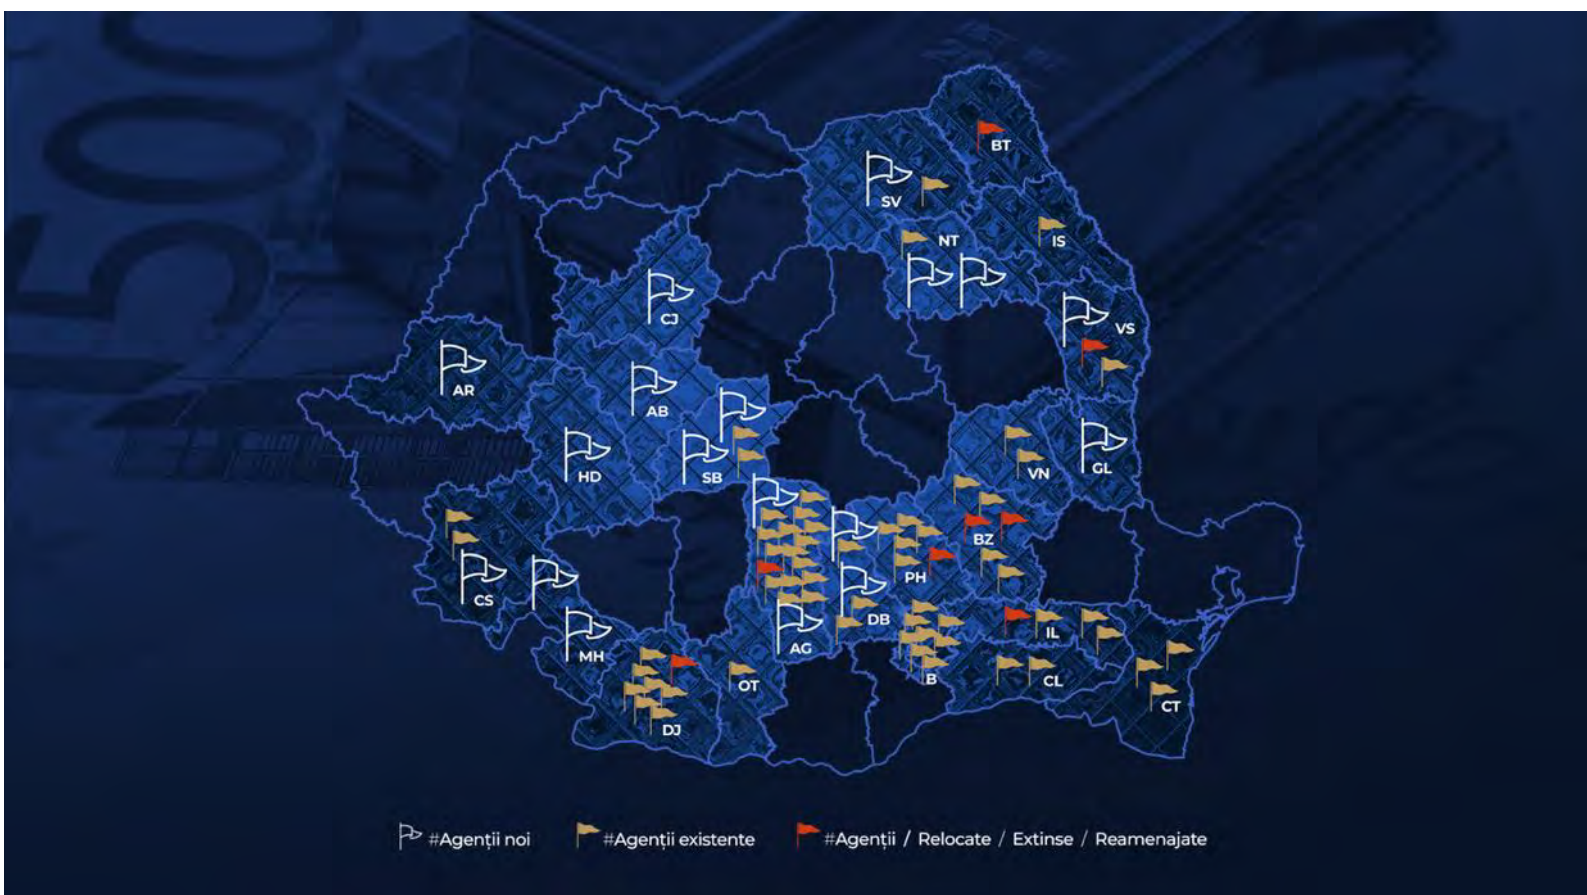 500
BT
SV
NT
IS
CJ
VS
AR
AB
HD
SB
VN
GL
BZ
CS
PH
MH
AG
DB
IL
B
CL
OT
CT
DJ
#Agenții noi
#Agenții existente
#Agenții / Relocate / Extinse / Reamenajate